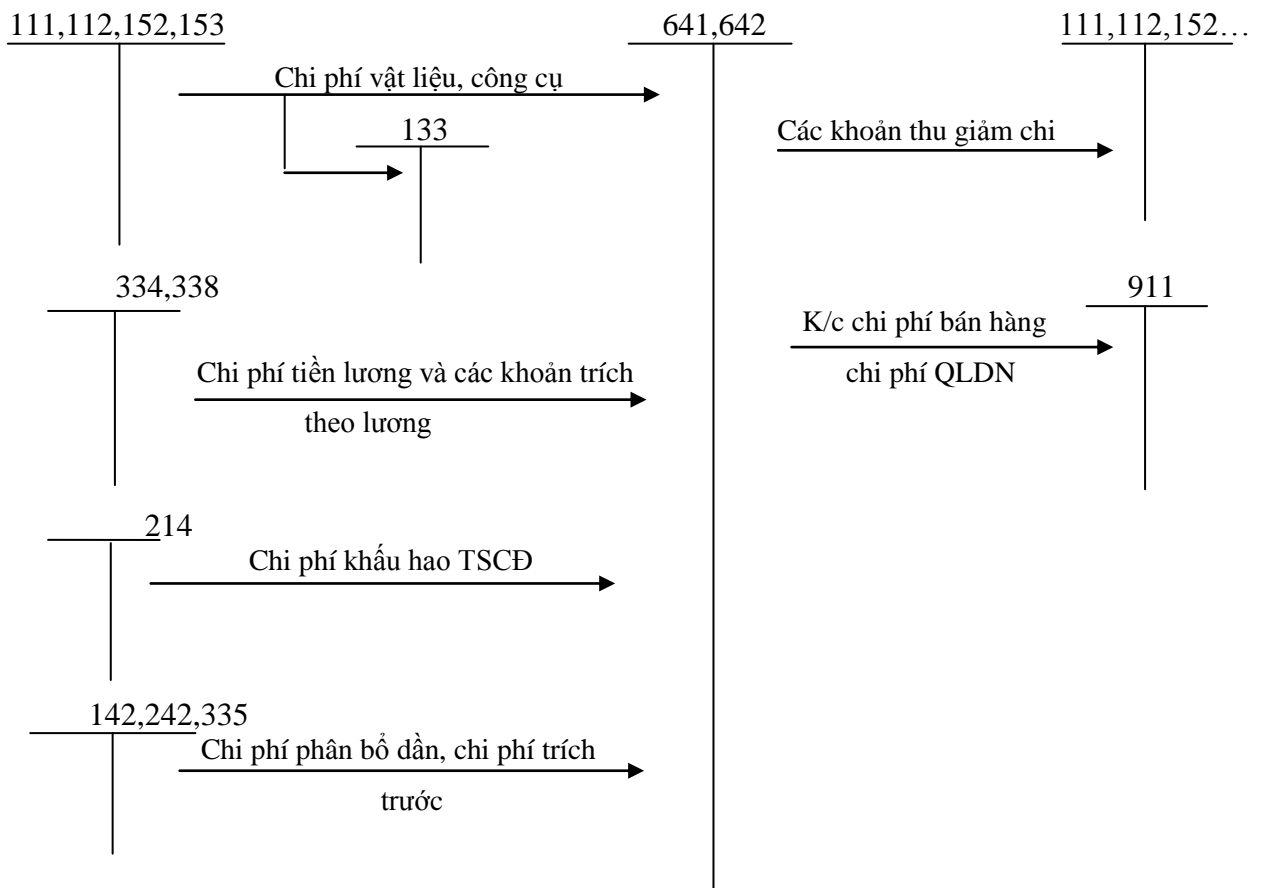 111,112,152,153
641,642
111,112,152…
Chi phí vật liệu, công cụ
133
Các khoản thu giảm chi
334,338
911
K/c chi phí bán hàng
chi phí QLDN
Chi phí tiền lương và các khoản trích
theo lương
214
Chi phí khấu hao TSCĐ
142,242,335
Chi phí phân bổ dần, chi phí trích
trước